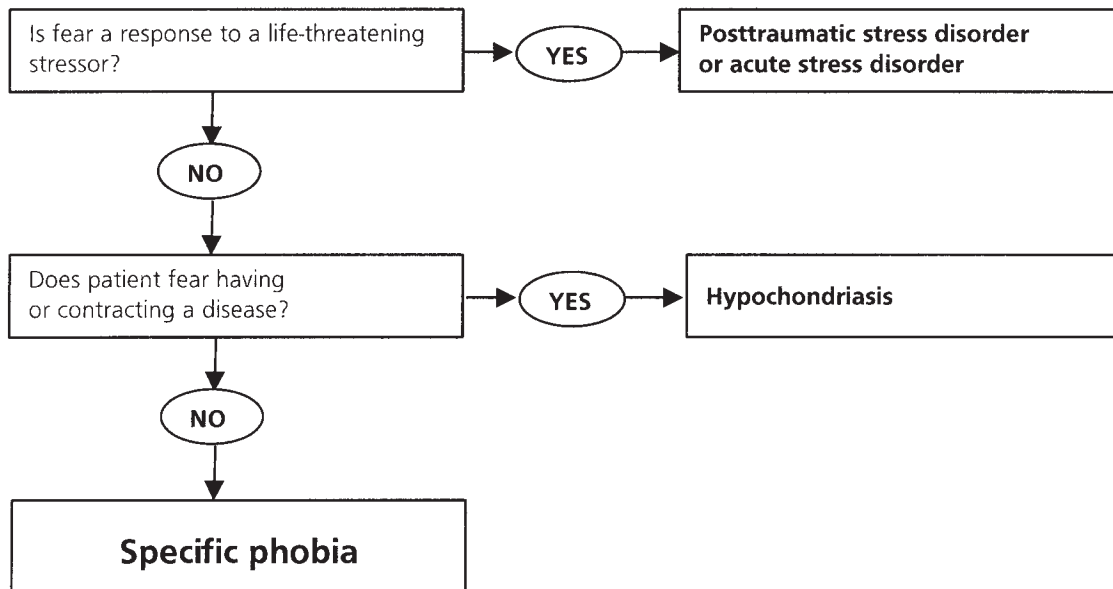 Is fear a response to a life-threatening
stressor?
YES
Posttraumatic stress disorder
or acute stress disorder
NO
Does patient fear having
or contracting a disease?
YES
Hypochondriasis
NO
Specific phobia